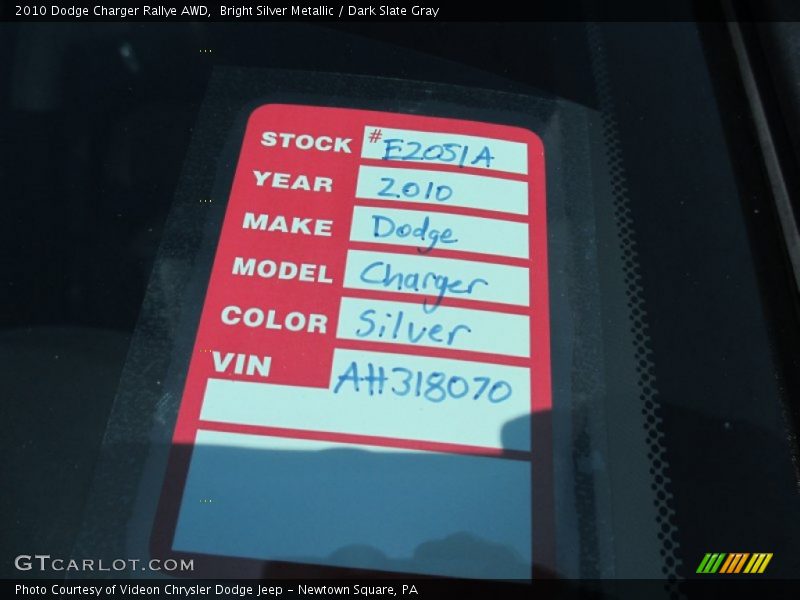 2010 Dodge Charger Rallye AWD,  Bright Silver Metallic / Dark Slate Gray
STOCK #E2051A
YEAR 2010
MAKE Dodge
MODEL Charger
COLOR Silver
VIN AH318070
GTCARLOT.COM
Photo Courtesy of Videon Chrysler Dodge Jeep - Newtown Square, PA